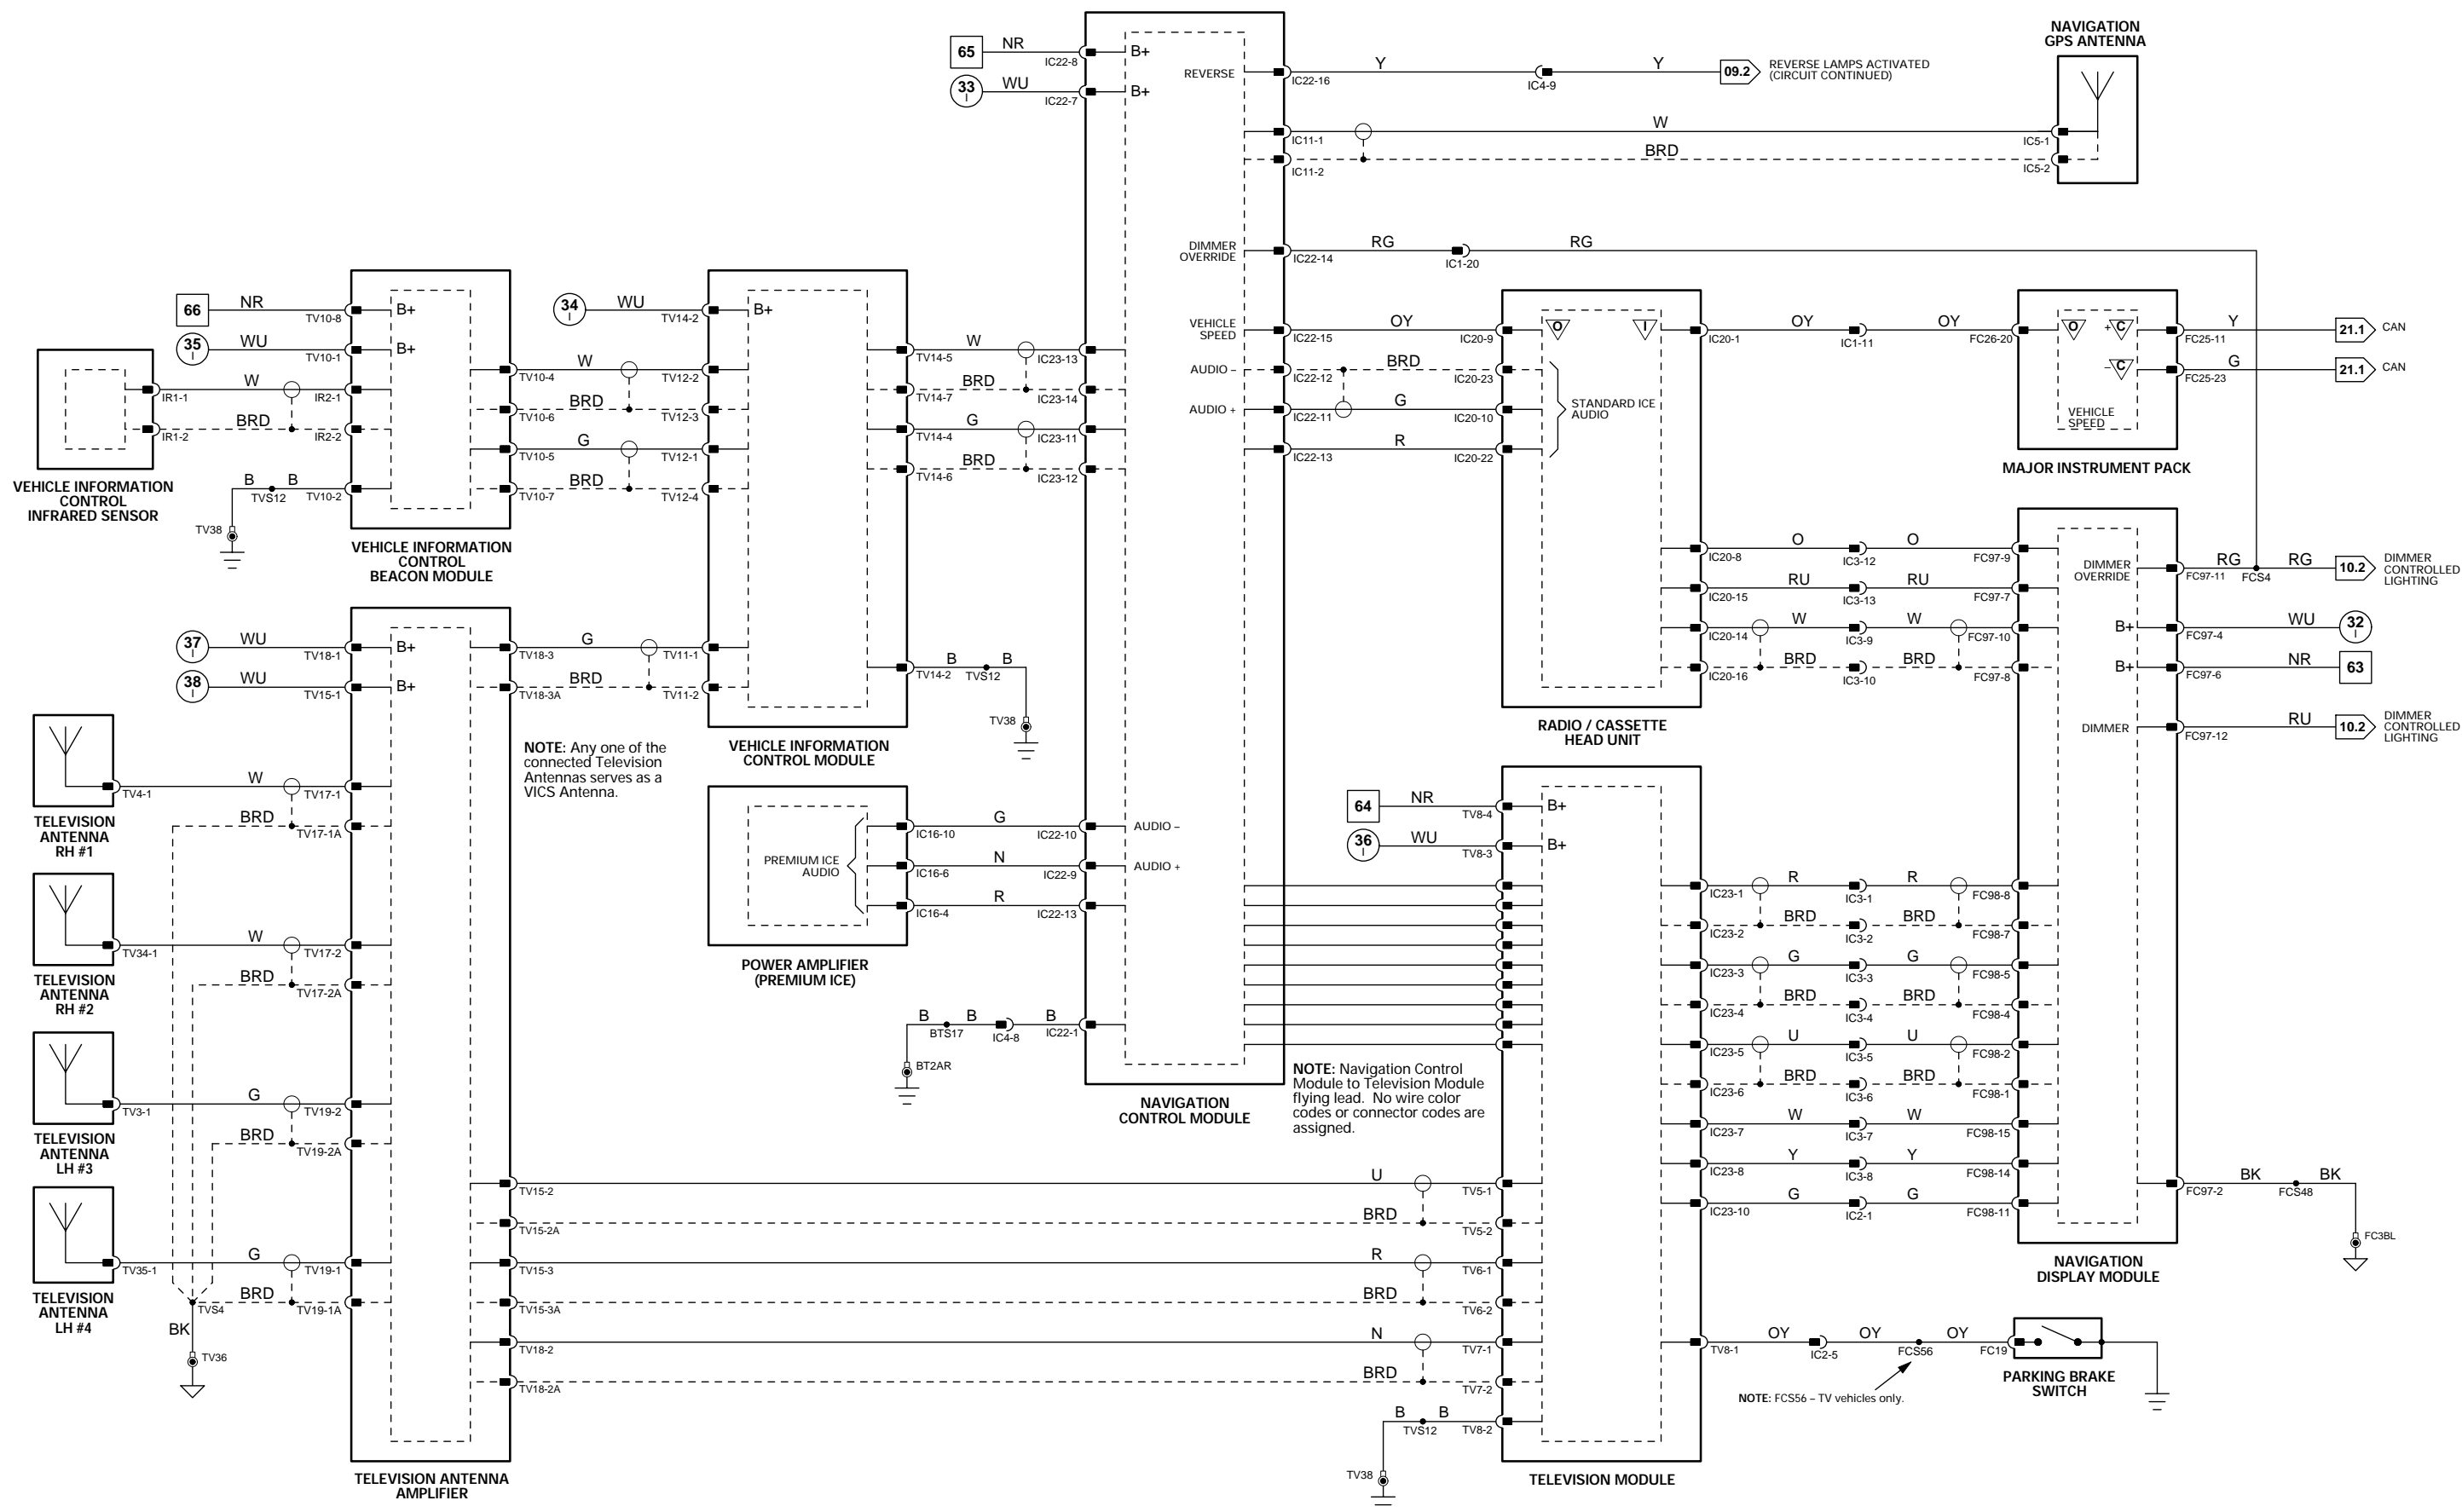 65
NR
IC22-8
B+
33
I
WU
IC22-7
B+
REVERSE
IC22-16
Y
IC4-9
Y
09.2
REVERSE LAMPS ACTIVATED
(CIRCUIT CONTINUED)
NAVIGATION
GPS ANTENNA
IC11-1
W
IC5-1
IC11-2
BRD
IC5-2
DIMMER
OVERRIDE
IC22-14
RG
IC1-20
RG
VEHICLE
SPEED
IC22-15
OY
IC20-9
O
I
IC20-1
OY
IC1-11
OY
FC26-20
O
+C
FC25-11
Y
21.1
CAN
–C
FC25-23
G
21.1
CAN
VEHICLE
SPEED
MAJOR INSTRUMENT PACK
AUDIO –
IC22-12
BRD
IC20-23
AUDIO +
IC22-11
G
IC20-10
IC22-13
R
IC20-22
STANDARD ICE
AUDIO
66
NR
TV10-8
B+
35
I
WU
TV10-1
B+
IR1-1
W
IR2-1
IR1-2
BRD
IR2-2
VEHICLE INFORMATION
CONTROL
INFRARED SENSOR
B
TVS12
B
TV10-2
TV38
TV10-4
W
TV12-2
TV10-6
BRD
TV12-3
TV10-5
G
TV12-1
TV10-7
BRD
TV12-4
VEHICLE INFORMATION
CONTROL
BEACON MODULE
34
I
WU
TV14-2
B+
TV14-5
W
IC23-13
TV14-7
BRD
IC23-14
TV14-4
G
IC23-11
TV14-6
BRD
IC23-12
IC20-8
O
IC3-12
O
FC97-9
IC20-15
RU
IC3-13
RU
FC97-7
IC20-14
W
IC3-9
W
FC97-10
IC20-16
BRD
IC3-10
BRD
FC97-8
RADIO / CASSETTE
HEAD UNIT
DIMMER
OVERRIDE
FC97-11
RG
FCS4
RG
10.2
DIMMER
CONTROLLED
LIGHTING
B+
FC97-4
WU
32
I
B+
FC97-6
NR
63
DIMMER
FC97-12
RU
10.2
DIMMER
CONTROLLED
LIGHTING
37
I
WU
TV18-1
B+
38
I
WU
TV15-1
B+
TV18-3
G
TV11-1
TV18-3A
BRD
TV11-2
TV14-2
B
TVS12
B
TV38
NOTE: Any one of the
connected Television
Antennas serves as a
VICS Antenna.
VEHICLE INFORMATION
CONTROL MODULE
TV4-1
W
TV17-1
BRD
TV17-1A
TELEVISION
ANTENNA
RH #1
TV34-1
W
TV17-2
BRD
TV17-2A
TELEVISION
ANTENNA
RH #2
TV3-1
G
TV19-2
BRD
TV19-2A
TELEVISION
ANTENNA
LH #3
TV35-1
G
TV19-1
TVS4
BRD
TV19-1A
TELEVISION
ANTENNA
LH #4
BK
TV36
TELEVISION ANTENNA
AMPLIFIER
PREMIUM ICE
AUDIO
IC16-10
G
IC22-10
AUDIO –
IC16-6
N
IC22-9
AUDIO +
IC16-4
R
IC22-13
POWER AMPLIFIER
(PREMIUM ICE)
B
BTS17
B
IC4-8
B
IC22-1
BT2AR
NAVIGATION
CONTROL MODULE
NOTE: Navigation Control
Module to Television Module
flying lead. No wire color
codes or connector codes are
assigned.
64
NR
TV8-4
B+
36
I
WU
TV8-3
B+
IC23-1
R
IC3-1
R
FC98-8
IC23-2
BRD
IC3-2
BRD
FC98-7
IC23-3
G
IC3-3
G
FC98-5
IC23-4
BRD
IC3-4
BRD
FC98-4
IC23-5
U
IC3-5
U
FC98-2
IC23-6
BRD
IC3-6
BRD
FC98-1
IC23-7
W
IC3-7
W
FC98-15
IC23-8
Y
IC3-8
Y
FC98-14
IC23-10
G
IC2-1
G
FC98-11
FC97-2
BK
FCS48
BK
FC3BL
NAVIGATION
DISPLAY MODULE
TV15-2
U
TV5-1
TV15-2A
BRD
TV5-2
TV15-3
R
TV6-1
TV15-3A
BRD
TV6-2
TV18-2
N
TV7-1
TV18-2A
BRD
TV7-2
B
TVS12
B
TV8-2
TV38
TELEVISION MODULE
TV8-1
OY
IC2-5
OY
FCS56
OY
FC19
NOTE: FCS56 – TV vehicles only.
PARKING BRAKE
SWITCH